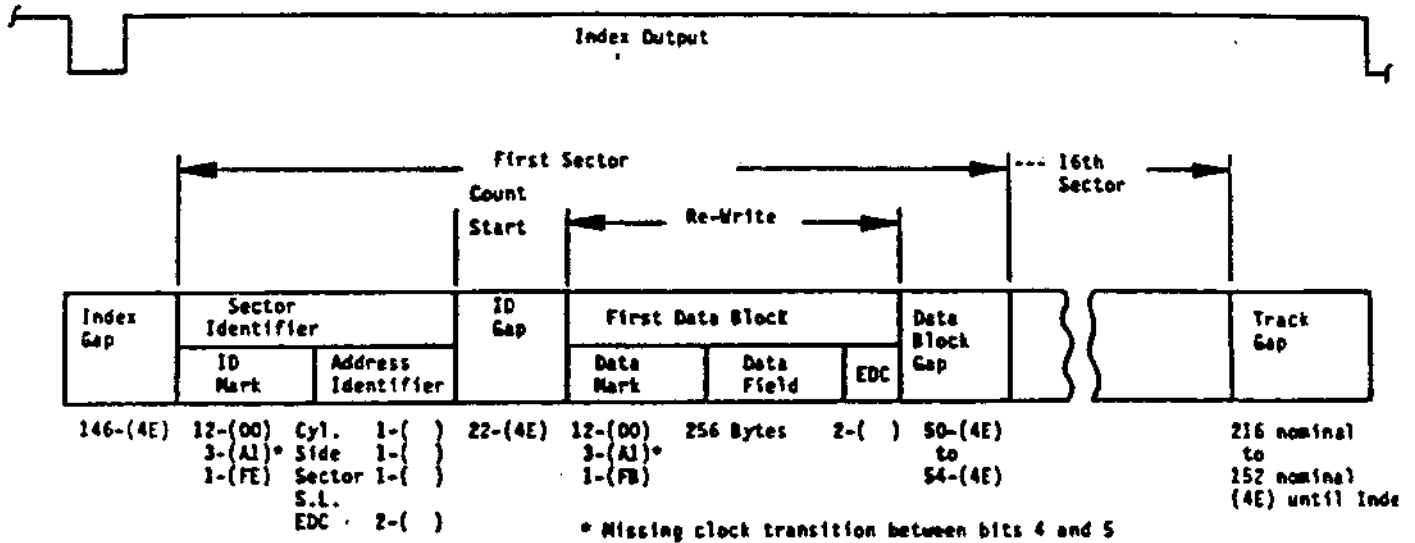 Index Output
First Sector
--- 16th
Sector
Count
Start
Re-Write
Index
Gap
Sector
Identifier
ID
Mark
Address
Identifier
ID
Gap
First Data Block
Data
Mark
Data
Field
EDC
Data
Block
Gap
Track
Gap
146-(4E) 12-(00) Cyl. 1-( ) 22-(4E) 12-(00) 256 Bytes 2-( ) 50-(4E) 216 nominal
3-(A1)* Side 1-( ) 3-(A1)* to to
1-(FE) Sector 1-( ) 1-(FB) 54-(4E) 152 nominal
S.L. (4E) until Inde
EDC 2-( )
* Missing clock transition between bits 4 and 5